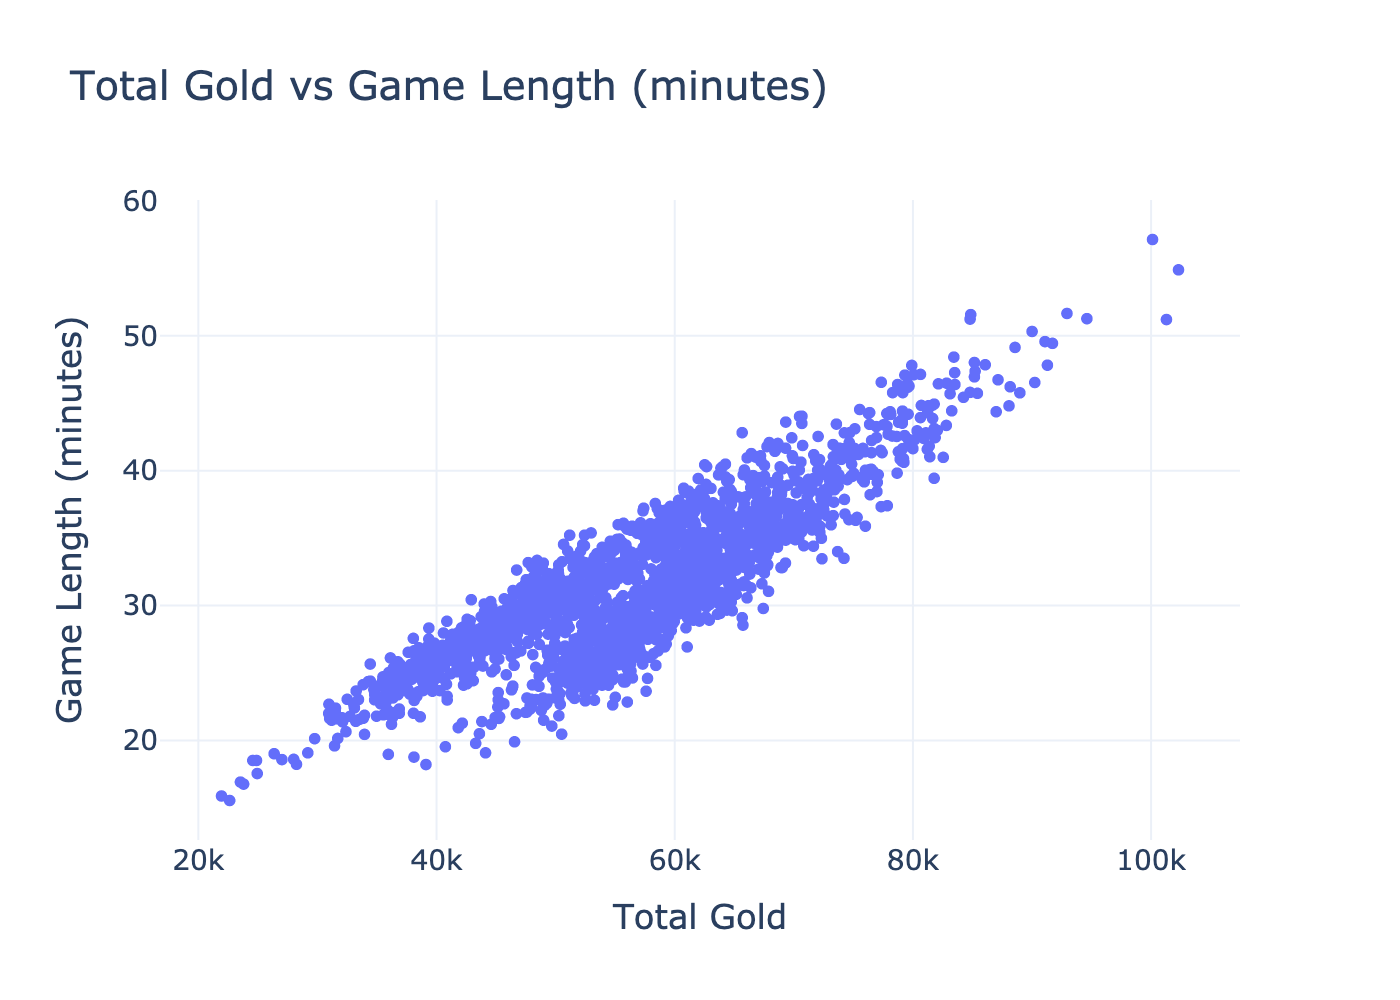 Total Gold vs Game Length (minutes)
60
50
40
30
20
Game Length (minutes)
20k 40k 60k 80k 100k
Total Gold